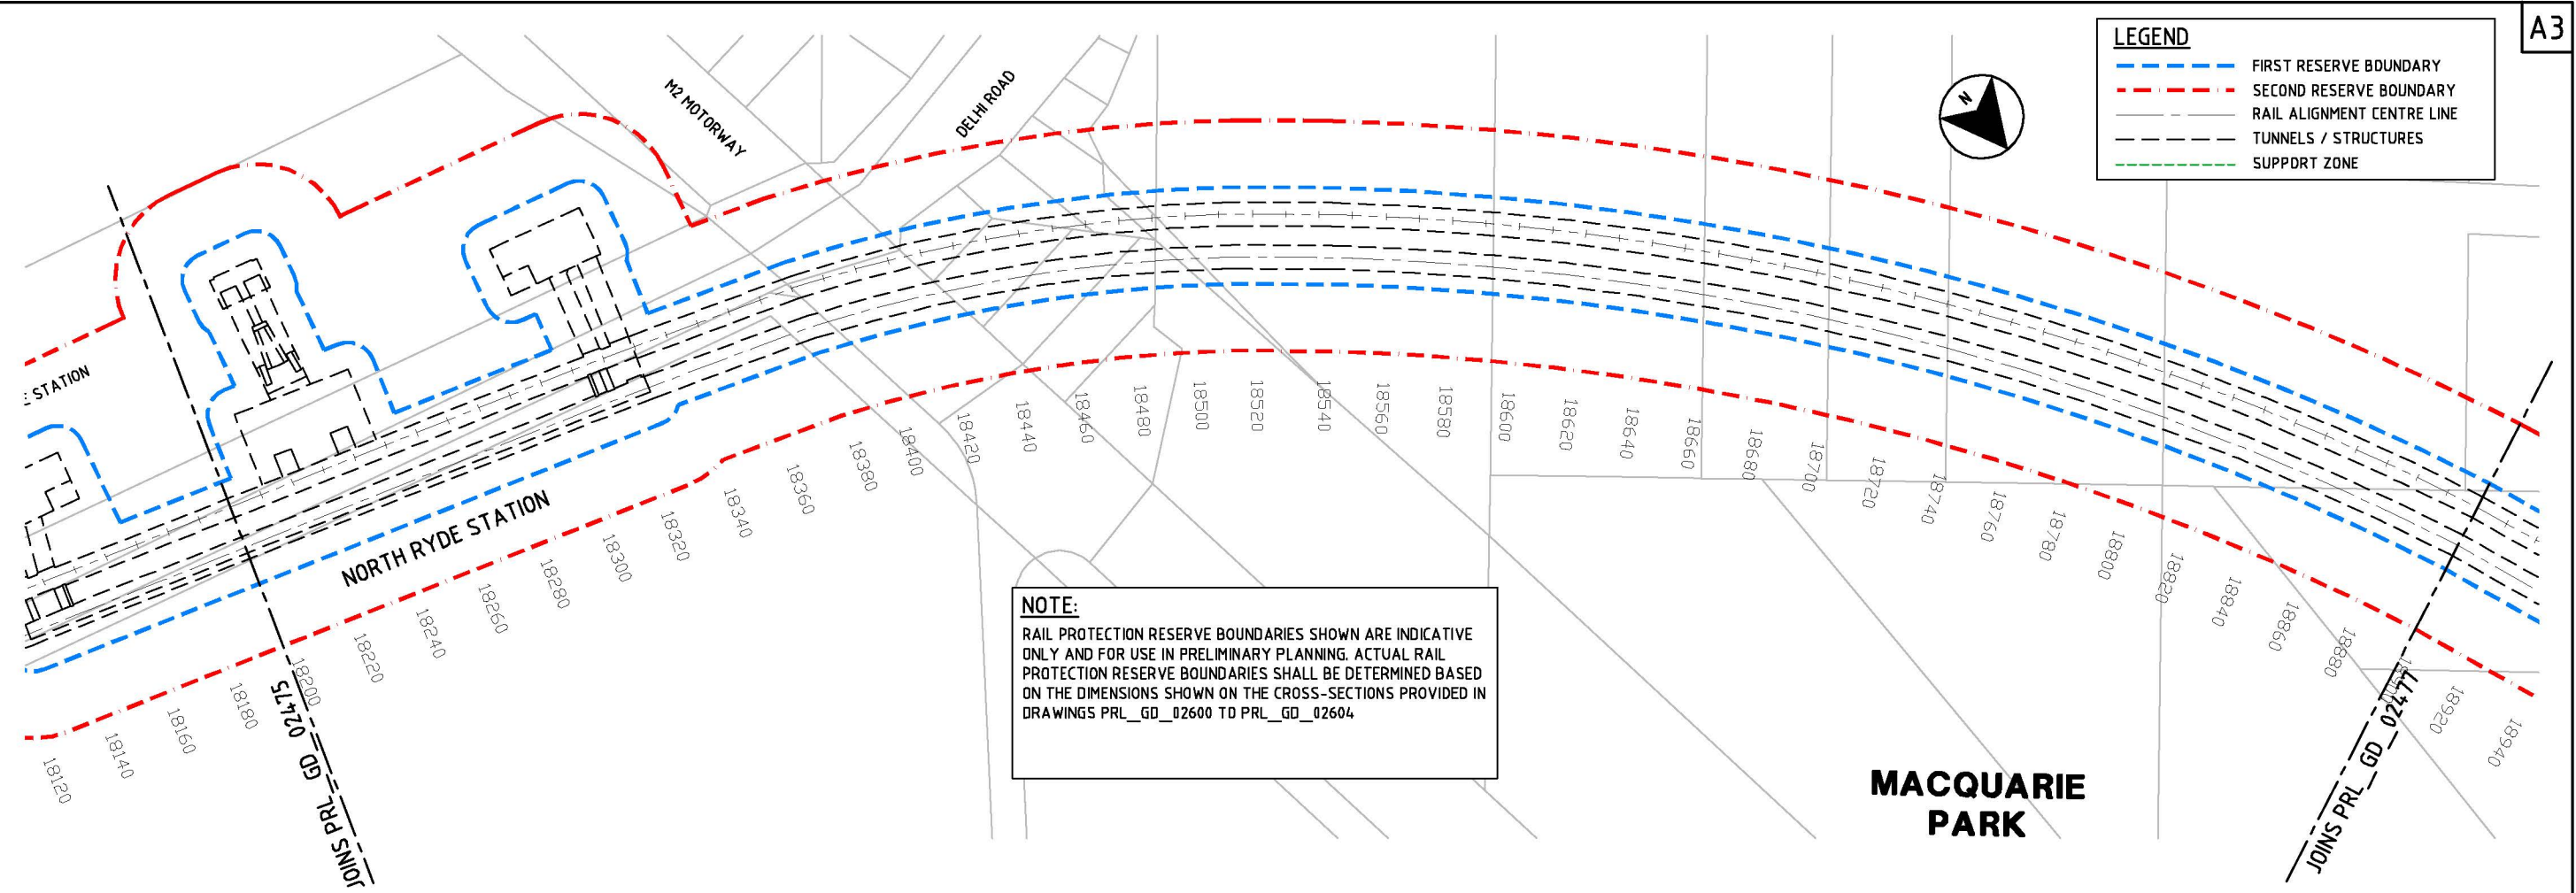 A3
LEGEND
FIRST RESERVE BOUNDARY
SECOND RESERVE BOUNDARY
RAIL ALIGNMENT CENTRE LINE
TUNNELS / STRUCTURES
SUPPORT ZONE
N
M2 MOTORWAY
DELHI ROAD
E STATION
NORTH RYDE STATION
18120
18140
18160
18180
18200
18220
18240
18260
18280
18300
18320
18340
18360
18380
18400
18420
18440
18460
18480
18500
18520
18540
18560
18580
18600
18620
18640
18660
18680
18700
18720
18740
18760
18780
18800
18820
18840
18860
18880
18900
18920
18940
JOINS PRL_GD_02475
JOINS PRL_GD_02477
NOTE:
RAIL PROTECTION RESERVE BOUNDARIES SHOWN ARE INDICATIVE
ONLY AND FOR USE IN PRELIMINARY PLANNING. ACTUAL RAIL
PROTECTION RESERVE BOUNDARIES SHALL BE DETERMINED BASED
ON THE DIMENSIONS SHOWN ON THE CROSS-SECTIONS PROVIDED IN
DRAWINGS PRL_GD_02600 TO PRL_GD_02604
MACQUARIE
PARK